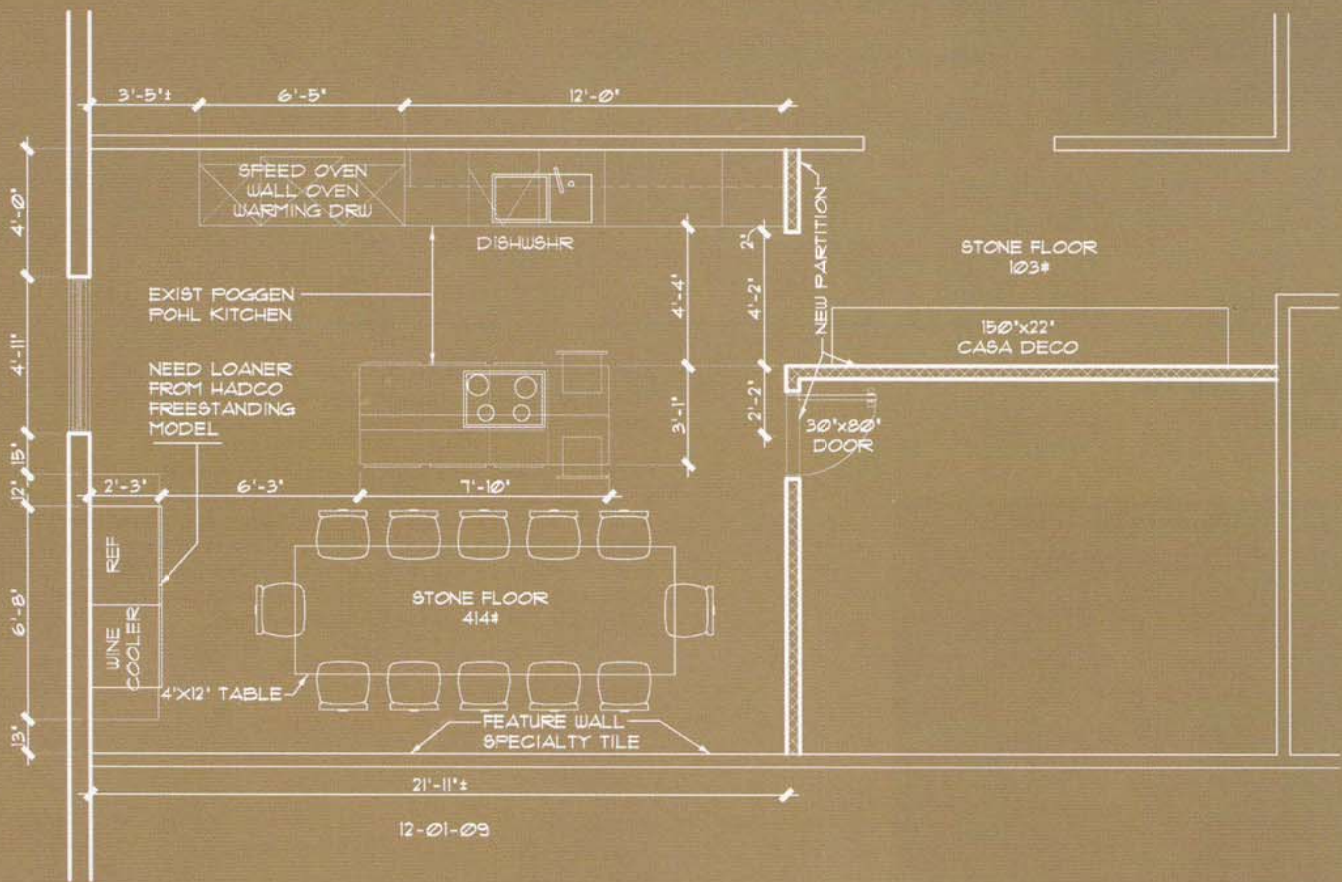 3'-5"±
6'-5"
12'-0"
4'-0"
SPEED OVEN
WALL OVEN
WARMING DRW
DISHWSHR
2"
NEW PARTITION
STONE FLOOR
103#
EXIST POGGEN
POHL KITCHEN
4'-4"
4'-2"
4'-11"
150"x22"
CASA DECO
NEED LOANER
FROM HADCO
FREESTANDING
MODEL
3'-1"
2'-2"
30"x80"
DOOR
15"
12"
2'-3"
6'-3"
7'-10"
REF
STONE FLOOR
414#
6'-8"
WINE
COOLER
4'X12' TABLE
FEATURE WALL
SPECIALTY TILE
13"
21'-11"±
12-01-09